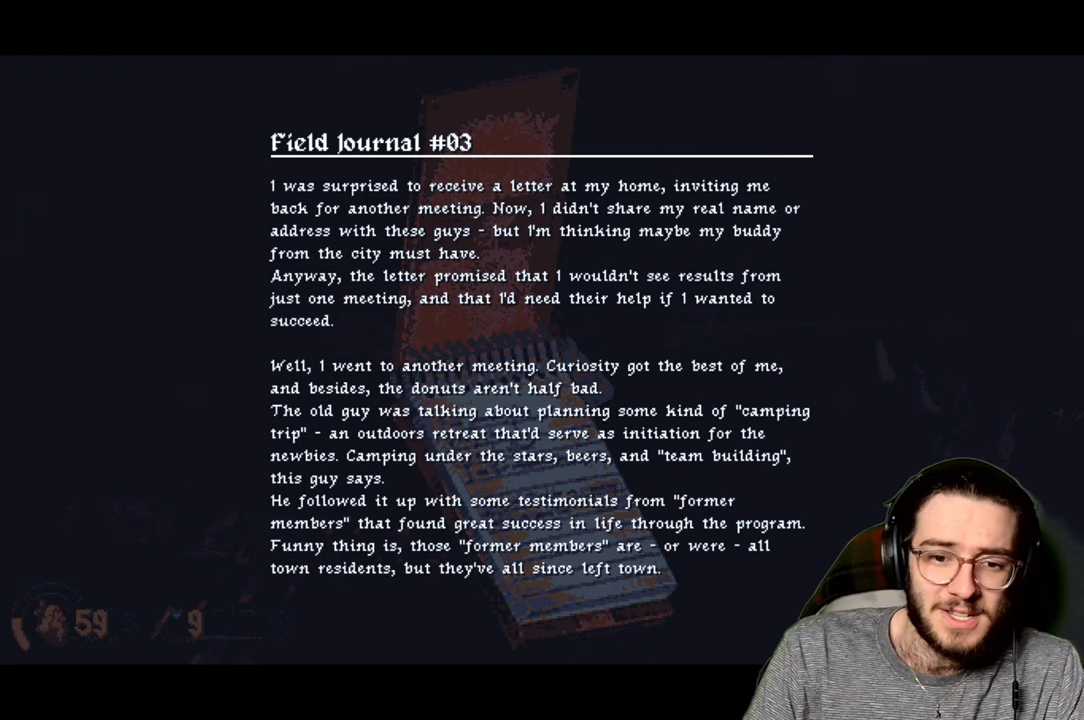 Field Journal #03
I was surprised to receive a letter at my home, inviting me
back for another meeting. Now, I didn't share my real name or
address with these guys - but I'm thinking maybe my buddy
from the city must have.
Anyway, the letter promised that I wouldn't see results from
just one meeting, and that I'd need their help if I wanted to
succeed.
Well, I went to another meeting. Curiosity got the best of me,
and besides, the donuts aren't half bad.
The old guy was talking about planning some kind of "camping
trip" - an outdoors retreat that'd serve as initiation for the
newbies. Camping under the stars, beers, and "team building",
this guy says.
He followed it up with some testimonials from "former
members" that found great success in life through the program.
Funny thing is, those "former members" are - or were - all
town residents, but they've all since left town.
59
9